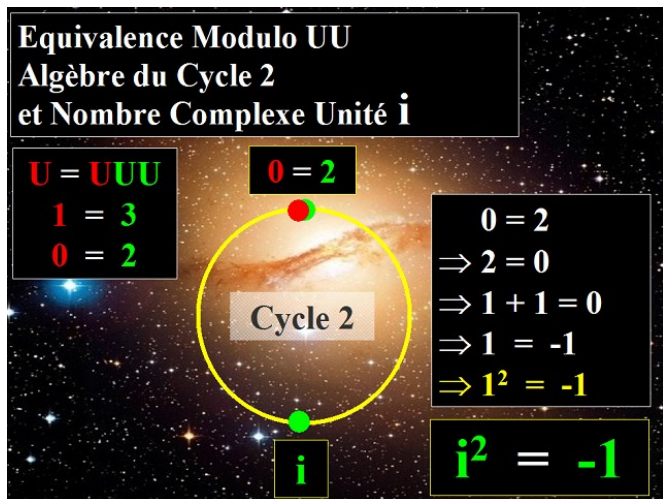 Equivalence Modulo UU
Algèbre du Cycle 2
et Nombre Complexe Unité i
U = UUU
1 = 3
0 = 2
0 = 2
Cycle 2
i
0 = 2
⇒ 2 = 0
⇒ 1 + 1 = 0
⇒ 1 = -1
⇒ 1² = -1
i² = -1